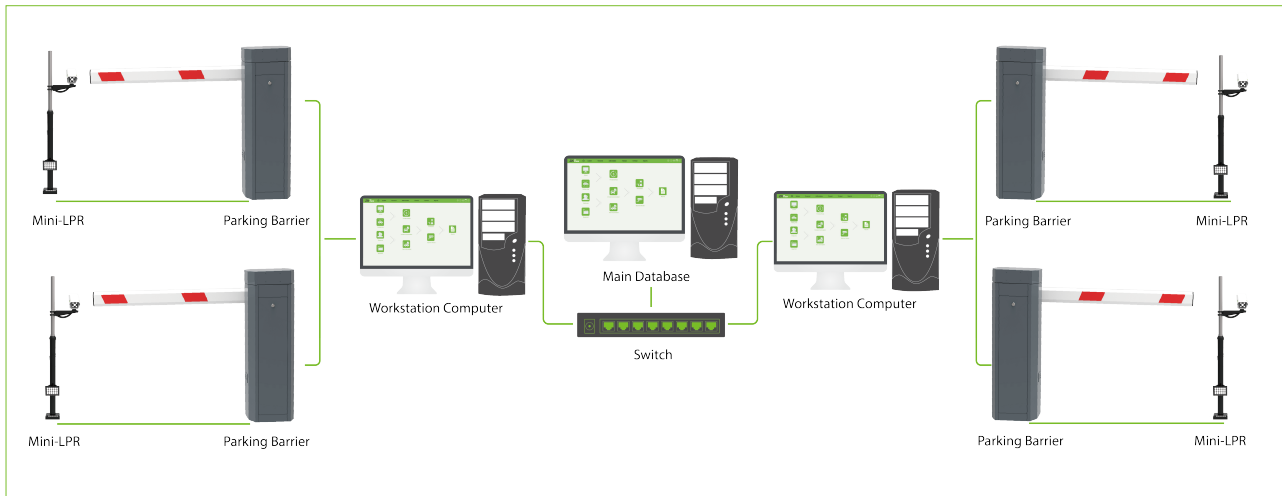 Mini-LPR
Parking Barrier
Parking Barrier
Mini-LPR
Main Database
Workstation Computer
Workstation Computer
Switch
Mini-LPR
Parking Barrier
Parking Barrier
Mini-LPR